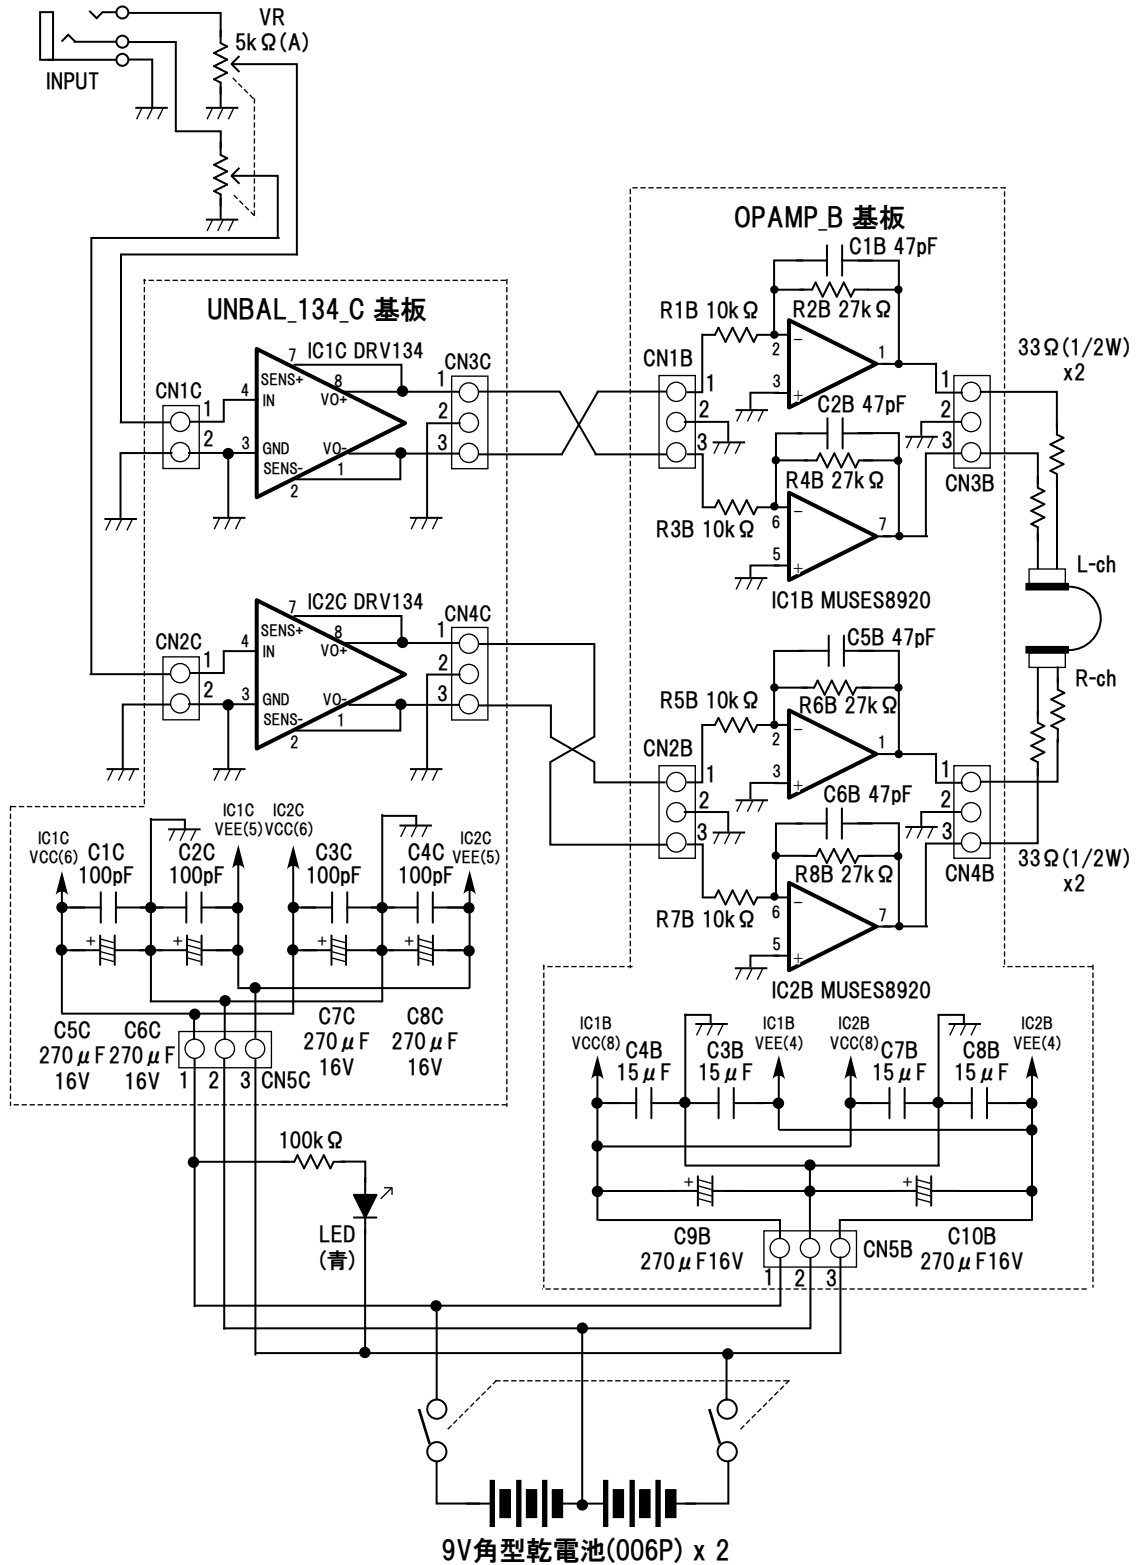 VR
5kΩ(A)
INPUT
OPAMP_B 基板
C1B 47pF
R2B 27kΩ
R1B 10kΩ
2
3
1
CN1B
1
2
3
33Ω(1/2W)
x2
UNBAL_134_C 基板
IC1C DRV134
CN1C
1
2
4
3
7
SENS+
IN
8
VO+
GND
SENS-
VO-
1
2
CN3C
1
2
3
C2B 47pF
R4B 27kΩ
R3B 10kΩ
6
5
7
IC1B MUSES8920
1
2
3
CN3B
L-ch
R-ch
IC2C DRV134
CN2C
1
2
4
3
7
SENS+
IN
8
VO+
GND
SENS-
VO-
1
2
CN4C
1
2
3
C5B 47pF
R6B 27kΩ
R5B 10kΩ
2
3
1
CN2B
1
2
3
C6B 47pF
R8B 27kΩ
R7B 10kΩ
6
5
7
IC2B MUSES8920
1
2
3
CN4B
33Ω(1/2W)
x2
IC1C
VCC(6)
C1C
100pF
C2C
100pF
IC1C
VEE(5)
IC2C
VCC(6)
C3C
100pF
C4C
100pF
IC2C
VEE(5)
+
+
+
+
C5C
270μF
16V
C6C
270μF
16V
C7C
270μF
16V
C8C
270μF
16V
1
2
3
CN5C
IC1B
VCC(8)
C4B
15μF
C3B
15μF
IC1B
VEE(4)
IC2B
VCC(8)
C7B
15μF
C8B
15μF
IC2B
VEE(4)
+
+
C9B
270μF16V
C10B
270μF16V
CN5B
1
2
3
100kΩ
LED
(青)
9V角型乾電池(006P) x 2